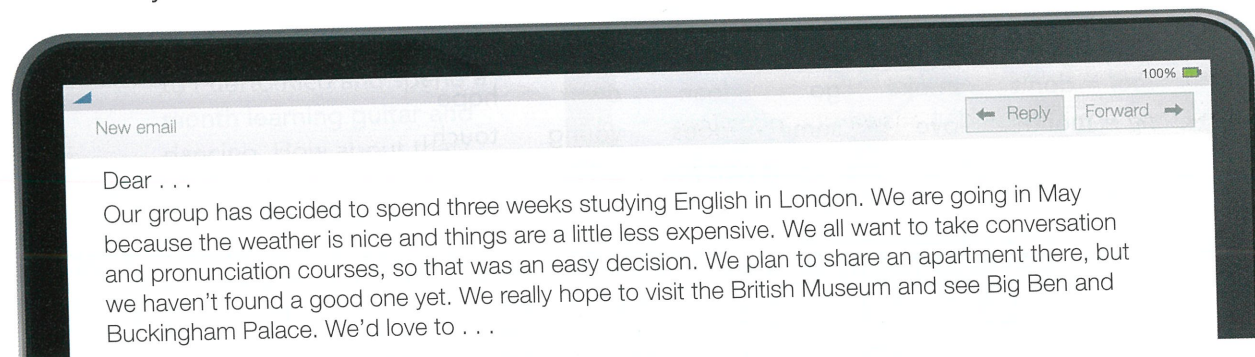 100%
New email
Reply
Forward
Dear . . .
Our group has decided to spend three weeks studying English in London. We are going in May
because the weather is nice and things are a little less expensive. We all want to take conversation
and pronunciation courses, so that was an easy decision. We plan to share an apartment there, but
we haven't found a good one yet. We really hope to visit the British Museum and see Big Ben and
Buckingham Palace. We'd love to . . .